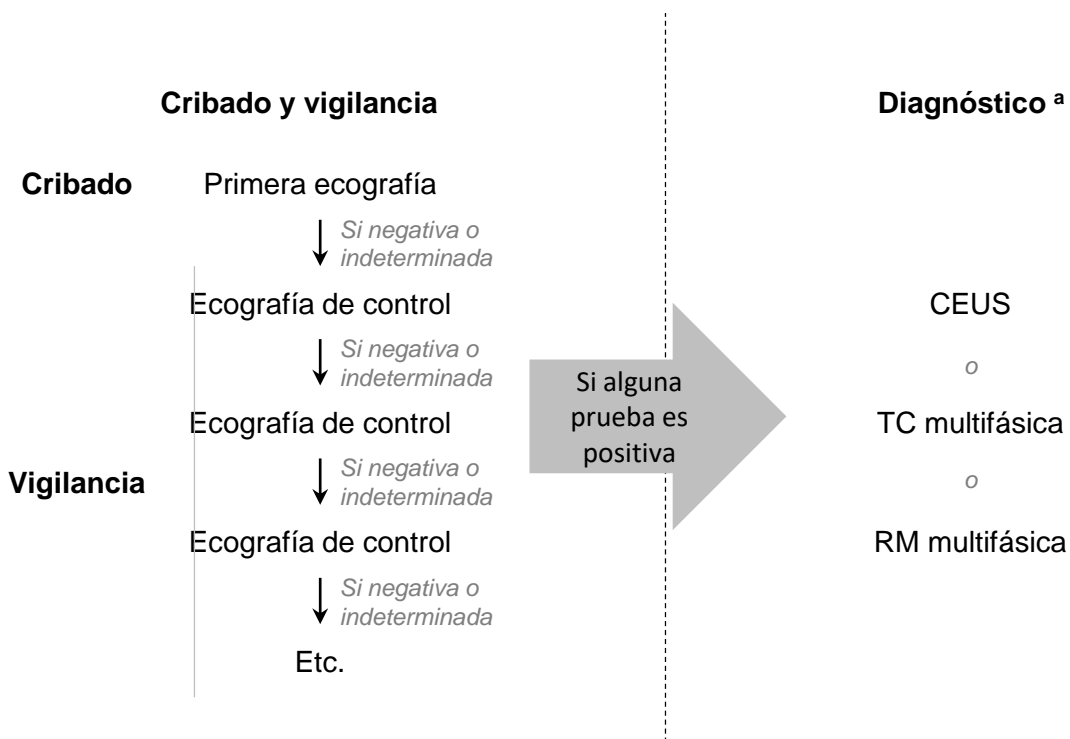 Cribado y vigilancia
Diagnóstico ᵃ
Cribado
Primera ecografía
Si negativa o
indeterminada
Ecografía de control
Si negativa o
indeterminada
Ecografía de control
Si negativa o
indeterminada
Vigilancia
Ecografía de control
Si negativa o
indeterminada
Etc.
Si alguna
prueba es
positiva
CEUS
o
TC multifásica
o
RM multifásica